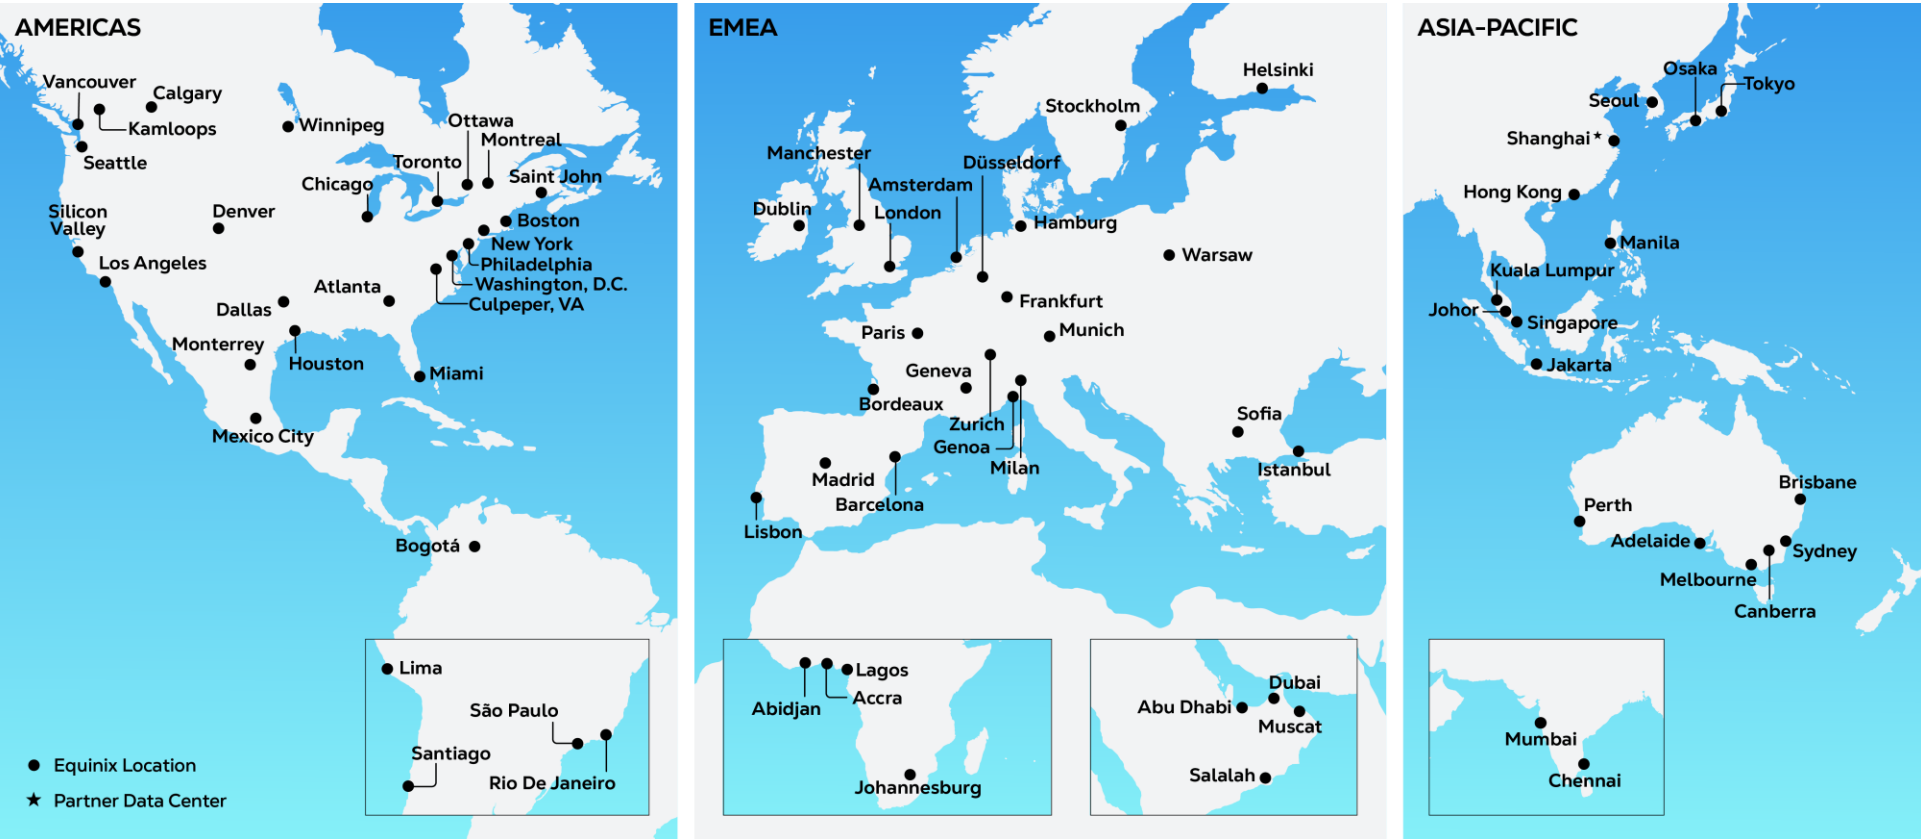 AMERICAS
Vancouver
Calgary
Kamloops
Winnipeg
Seattle
Ottawa
Montreal
Toronto
Saint John
Chicago
Silicon
Valley
Denver
Boston
New York
Los Angeles
Philadelphia
Washington, D.C.
Atlanta
Culpeper, VA
Dallas
Monterrey
Houston
Miami
Mexico City
Bogotá
Lima
São Paulo
Santiago
Rio De Janeiro
Equinix Location
★ Partner Data Center
EMEA
Helsinki
Stockholm
Manchester
Düsseldorf
Amsterdam
Dublin
London
Hamburg
Warsaw
Frankfurt
Paris
Munich
Geneva
Bordeaux
Sofia
Zurich
Genoa
Milan
Istanbul
Madrid
Barcelona
Lisbon
Lagos
Accra
Abidjan
Johannesburg
Dubai
Abu Dhabi
Muscat
Salalah
ASIA-PACIFIC
Osaka
Tokyo
Seoul
Shanghai★
Hong Kong
Manila
Kuala Lumpur
Johor
Singapore
Jakarta
Brisbane
Perth
Adelaide
Sydney
Melbourne
Canberra
Mumbai
Chennai